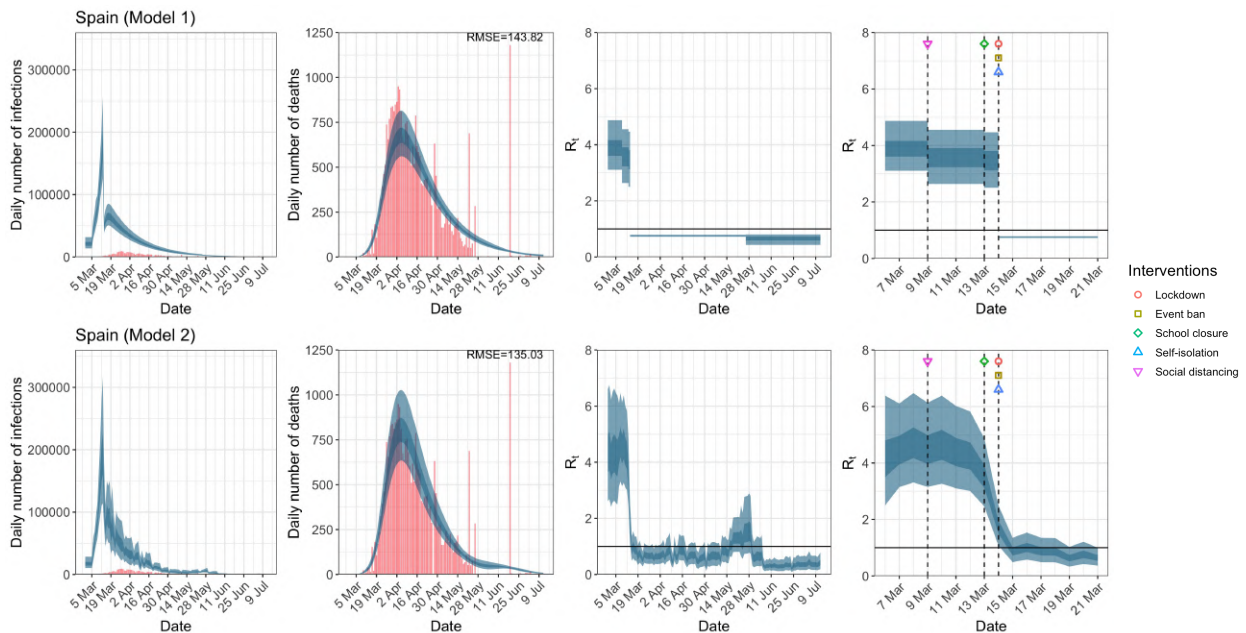 Spain (Model 1)
Daily number of infections
300000
200000
100000
0
5 Mar
19 Mar
2 Apr
16 Apr
30 Apr
14 May
28 May
11 Jun
25 Jun
9 Jul
Date
Daily number of deaths
RMSE=143.82
1250
1000
750
500
250
0
5 Mar
19 Mar
2 Apr
16 Apr
30 Apr
14 May
28 May
11 Jun
25 Jun
9 Jul
Date
Rt
8
6
4
2
0
5 Mar
19 Mar
2 Apr
16 Apr
30 Apr
14 May
28 May
11 Jun
25 Jun
9 Jul
Date
Rt
8
6
4
2
0
7 Mar
9 Mar
11 Mar
13 Mar
15 Mar
17 Mar
19 Mar
21 Mar
Date
Interventions
Lockdown
Event ban
School closure
Self-isolation
Social distancing
Spain (Model 2)
Daily number of infections
300000
200000
100000
0
5 Mar
19 Mar
2 Apr
16 Apr
30 Apr
14 May
28 May
11 Jun
25 Jun
9 Jul
Date
Daily number of deaths
RMSE=135.03
1250
1000
750
500
250
0
5 Mar
19 Mar
2 Apr
16 Apr
30 Apr
14 May
28 May
11 Jun
25 Jun
9 Jul
Date
Rt
8
6
4
2
0
5 Mar
19 Mar
2 Apr
16 Apr
30 Apr
14 May
28 May
11 Jun
25 Jun
9 Jul
Date
Rt
8
6
4
2
0
7 Mar
9 Mar
11 Mar
13 Mar
15 Mar
17 Mar
19 Mar
21 Mar
Date